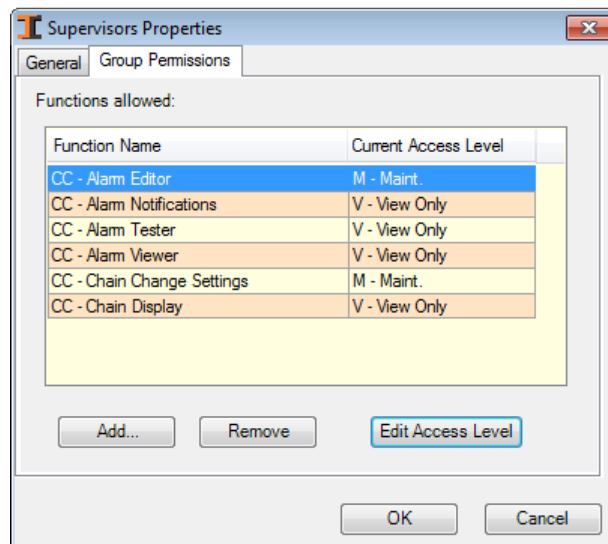 Supervisors Properties
General Group Permissions
Functions allowed:
Function Name Current Access Level
CC - Alarm Editor M - Maint.
CC - Alarm Notifications V - View Only
CC - Alarm Tester V - View Only
CC - Alarm Viewer V - View Only
CC - Chain Change Settings M - Maint.
CC - Chain Display V - View Only
Add... Remove Edit Access Level
OK Cancel